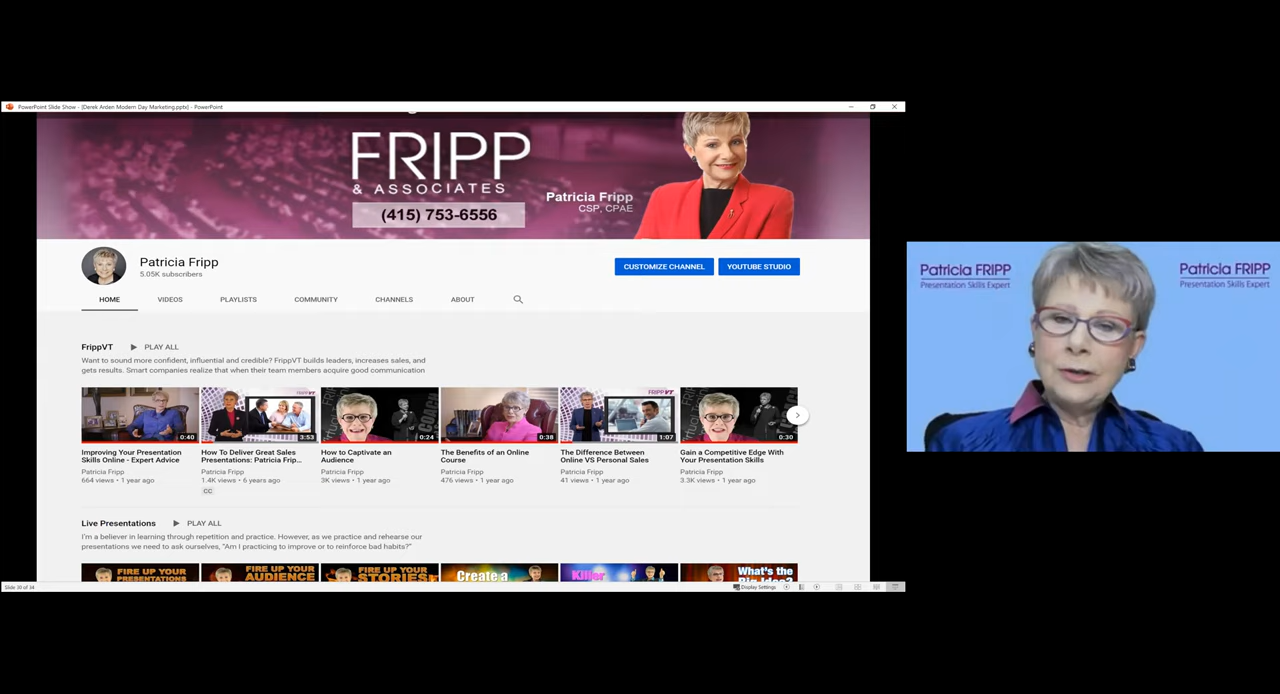 PowerPoint Slide Show - [Derek Arden Modern Day Marketing.pptx] - PowerPoint
FRIPP
& ASSOCIATES
(415) 753-6556
Patricia Fripp
CSP, CPAE
Patricia Fripp
5.05K subscribers
CUSTOMIZE CHANNEL
YOUTUBE STUDIO
HOME VIDEOS PLAYLISTS COMMUNITY CHANNELS ABOUT
FrippVT PLAY ALL
Want to sound more confident, influential and credible? FrippVT builds leaders, increases sales, and
gets results. Smart companies realize that when their team members acquire good communication
0:40
FRIPP VT
3:53
COACH
0:24
0:38
FRIPP VT
1:07
0:30
Improving Your Presentation
Skills Online - Expert Advice
Patricia Fripp
664 views • 1 year ago
How To Deliver Great Sales
Presentations: Patricia Frip...
Patricia Fripp
1.4K views • 6 years ago
CC
How to Captivate an
Audience
Patricia Fripp
3K views • 1 year ago
The Benefits of an Online
Course
Patricia Fripp
476 views • 1 year ago
The Difference Between
Online VS Personal Sales
Patricia Fripp
41 views • 1 year ago
Gain a Competitive Edge With
Your Presentation Skills
Patricia Fripp
3.3K views • 1 year ago
Live Presentations PLAY ALL
I'm a believer in learning through repetition and practice. However, as we practice and rehearse our
presentations we need to ask ourselves, "Am I practicing to improve or to reinforce bad habits?"
FIRE UP YOUR
PRESENTATIONS
FIRE UP YOUR
AUDIENCE
FIRE UP YOUR
STORIES
Create a
Killer
What's the
Big Idea?
Slide 30 of 34
Display Settings
Patricia FRIPP
Presentation Skills Expert
Patricia FRIPP
Presentation Skills Expert